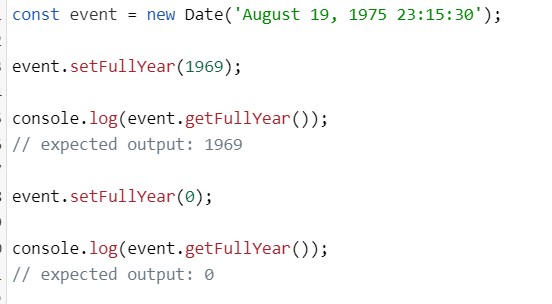 const event = new Date('August 19, 1975 23:15:30');
event.setFullYear(1969);
console.log(event.getFullYear());
// expected output: 1969
event.setFullYear(0);
console.log(event.getFullYear());
// expected output: 0